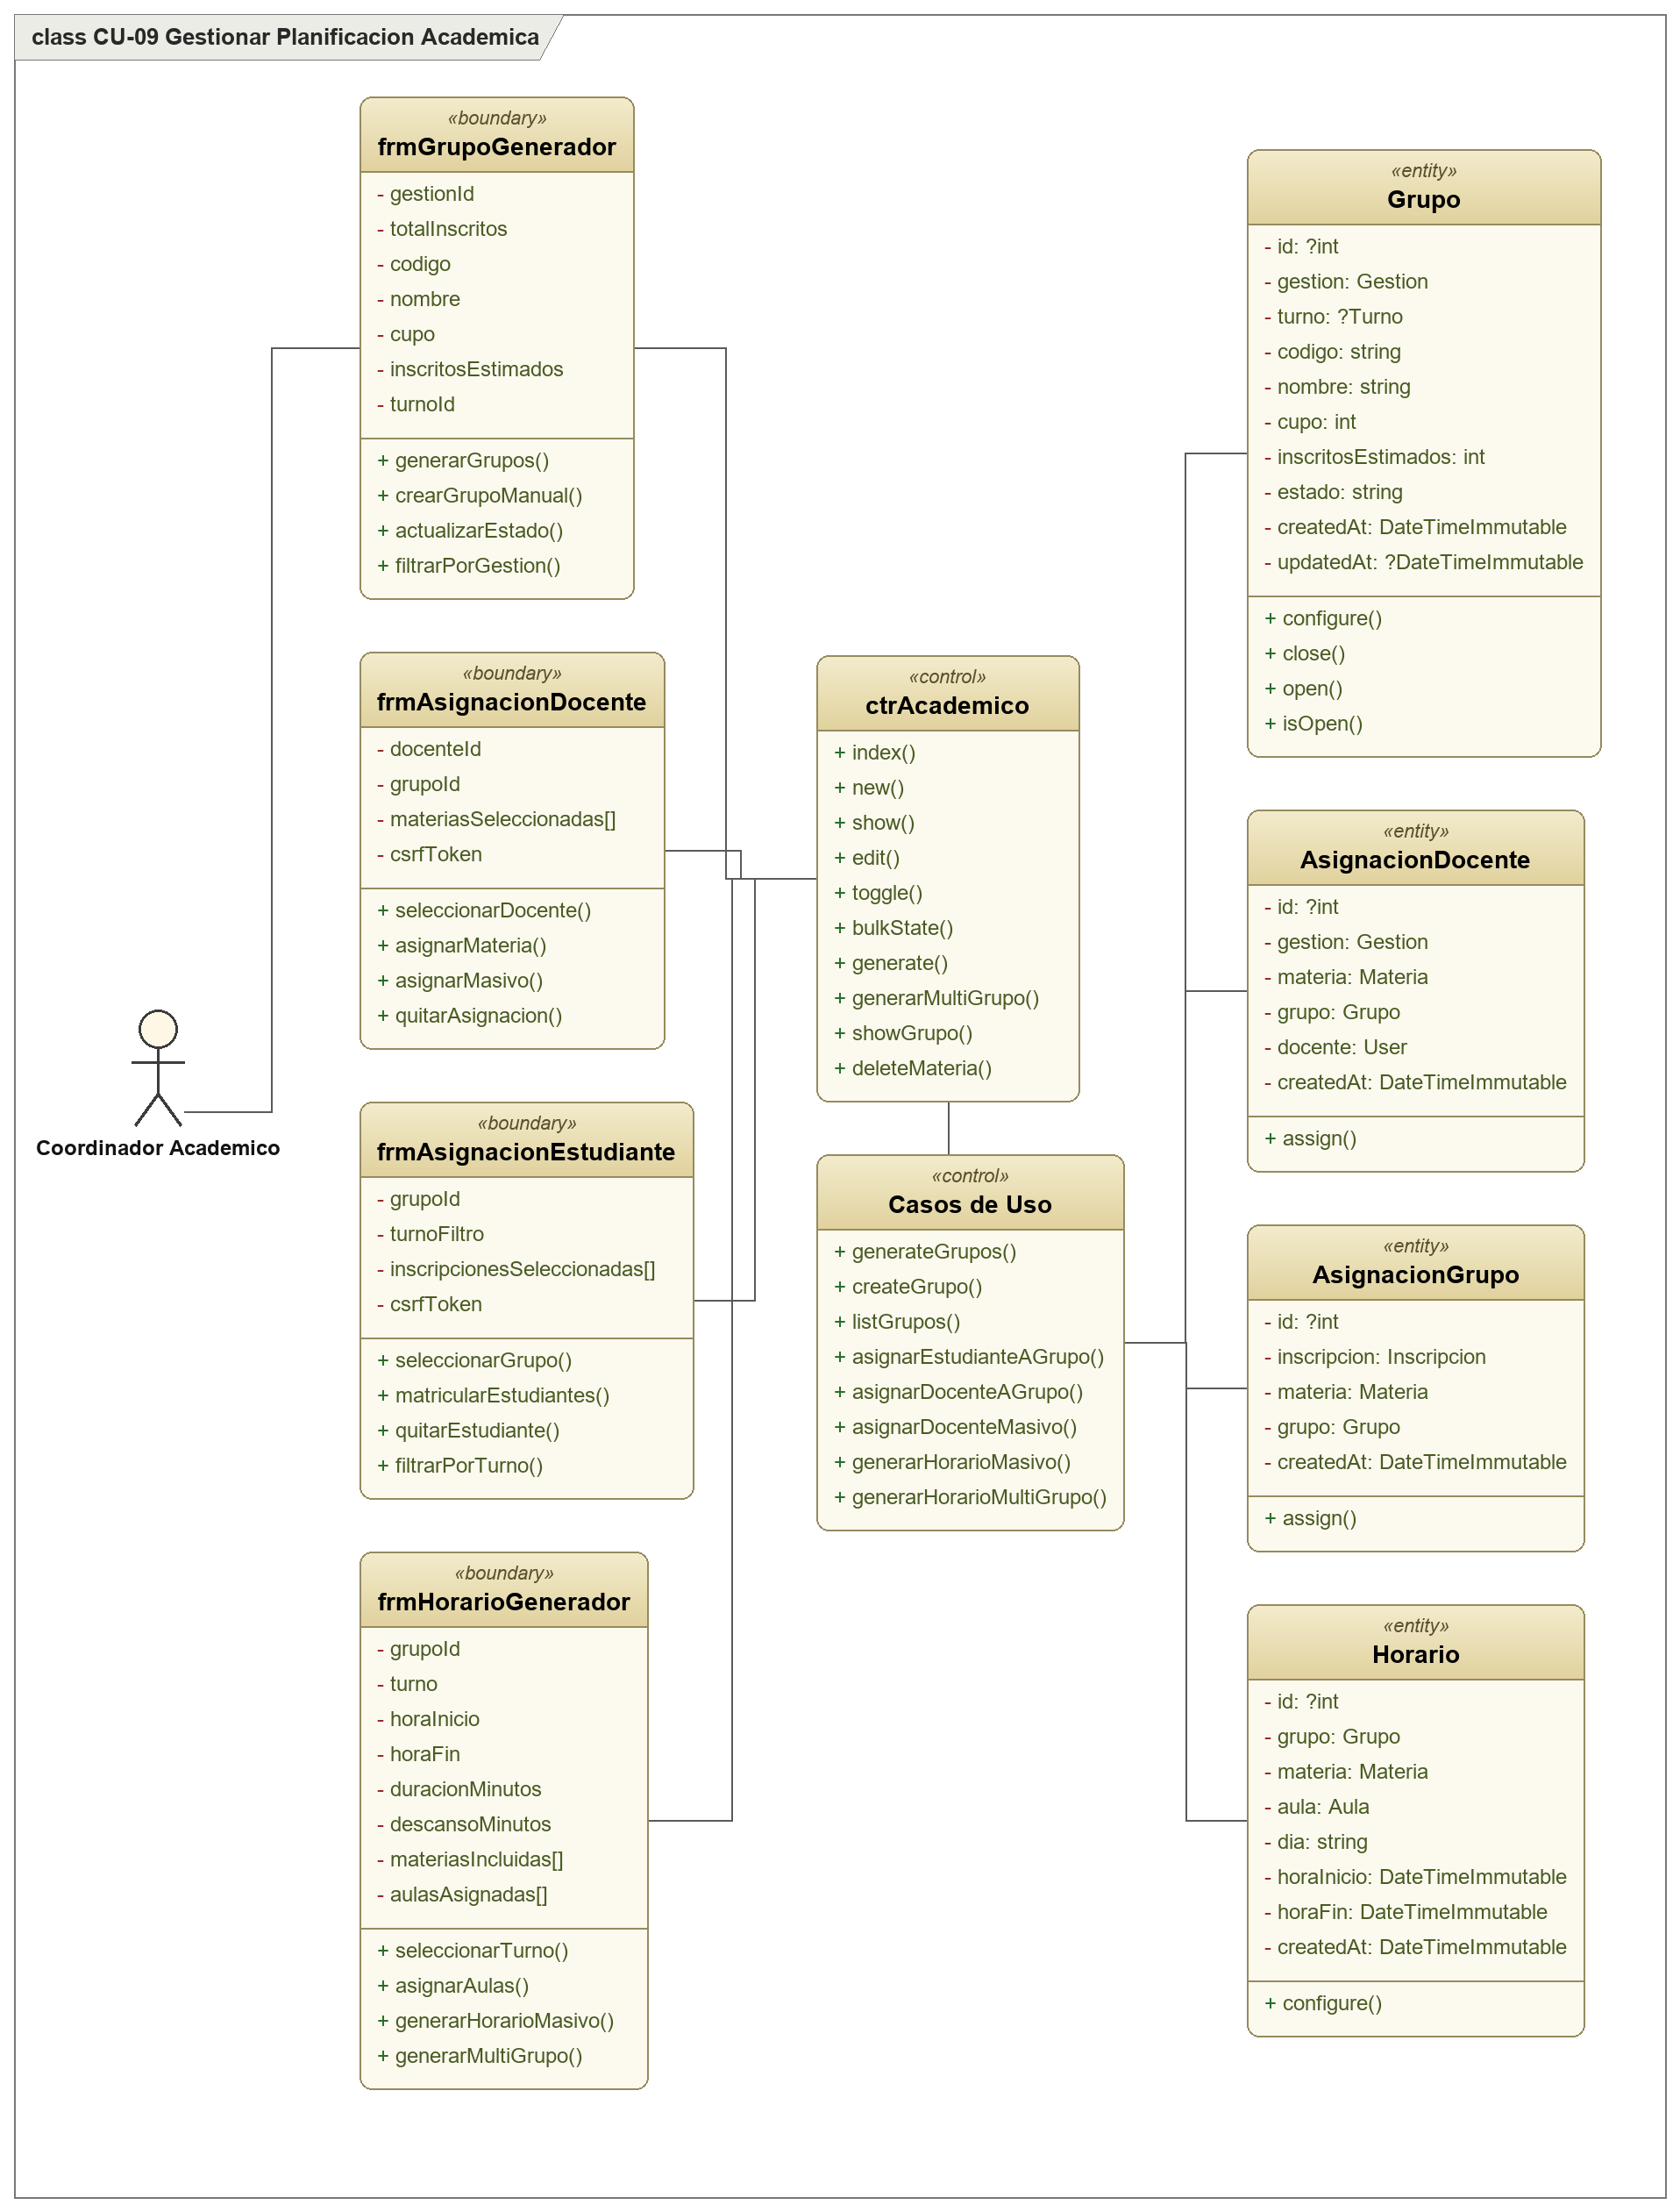 class CU-09 Gestionar Planificacion Academica
«boundary»
frmGrupoGenerador
- gestionId
- totalInscritos
- codigo
- nombre
- cupo
- inscritosEstimados
- turnoId
+ generarGrupos()
+ crearGrupoManual()
+ actualizarEstado()
+ filtrarPorGestion()
«boundary»
frmAsignacionDocente
- docenteId
- grupoId
- materiasSeleccionadas[]
- csrfToken
+ seleccionarDocente()
+ asignarMateria()
+ asignarMasivo()
+ quitarAsignacion()
Coordinador Academico
«boundary»
frmAsignacionEstudiante
- grupoId
- turnoFiltro
- inscripcionesSeleccionadas[]
- csrfToken
+ seleccionarGrupo()
+ matricularEstudiantes()
+ quitarEstudiante()
+ filtrarPorTurno()
«boundary»
frmHorarioGenerador
- grupoId
- turno
- horaInicio
- horaFin
- duracionMinutos
- descansoMinutos
- materiasIncluidas[]
- aulasAsignadas[]
+ seleccionarTurno()
+ asignarAulas()
+ generarHorarioMasivo()
+ generarMultiGrupo()
«control»
ctrAcademico
+ index()
+ new()
+ show()
+ edit()
+ toggle()
+ bulkState()
+ generate()
+ generarMultiGrupo()
+ showGrupo()
+ deleteMateria()
«control»
Casos de Uso
+ generateGrupos()
+ createGrupo()
+ listGrupos()
+ asignarEstudianteAGrupo()
+ asignarDocenteAGrupo()
+ asignarDocenteMasivo()
+ generarHorarioMasivo()
+ generarHorarioMultiGrupo()
«entity»
Grupo
- id: ?int
- gestion: Gestion
- turno: ?Turno
- codigo: string
- nombre: string
- cupo: int
- inscritosEstimados: int
- estado: string
- createdAt: DateTimeImmutable
- updatedAt: ?DateTimeImmutable
+ configure()
+ close()
+ open()
+ isOpen()
«entity»
AsignacionDocente
- id: ?int
- gestion: Gestion
- materia: Materia
- grupo: Grupo
- docente: User
- createdAt: DateTimeImmutable
+ assign()
«entity»
AsignacionGrupo
- id: ?int
- inscripcion: Inscripcion
- materia: Materia
- grupo: Grupo
- createdAt: DateTimeImmutable
+ assign()
«entity»
Horario
- id: ?int
- grupo: Grupo
- materia: Materia
- aula: Aula
- dia: string
- horaInicio: DateTimeImmutable
- horaFin: DateTimeImmutable
- createdAt: DateTimeImmutable
+ configure()